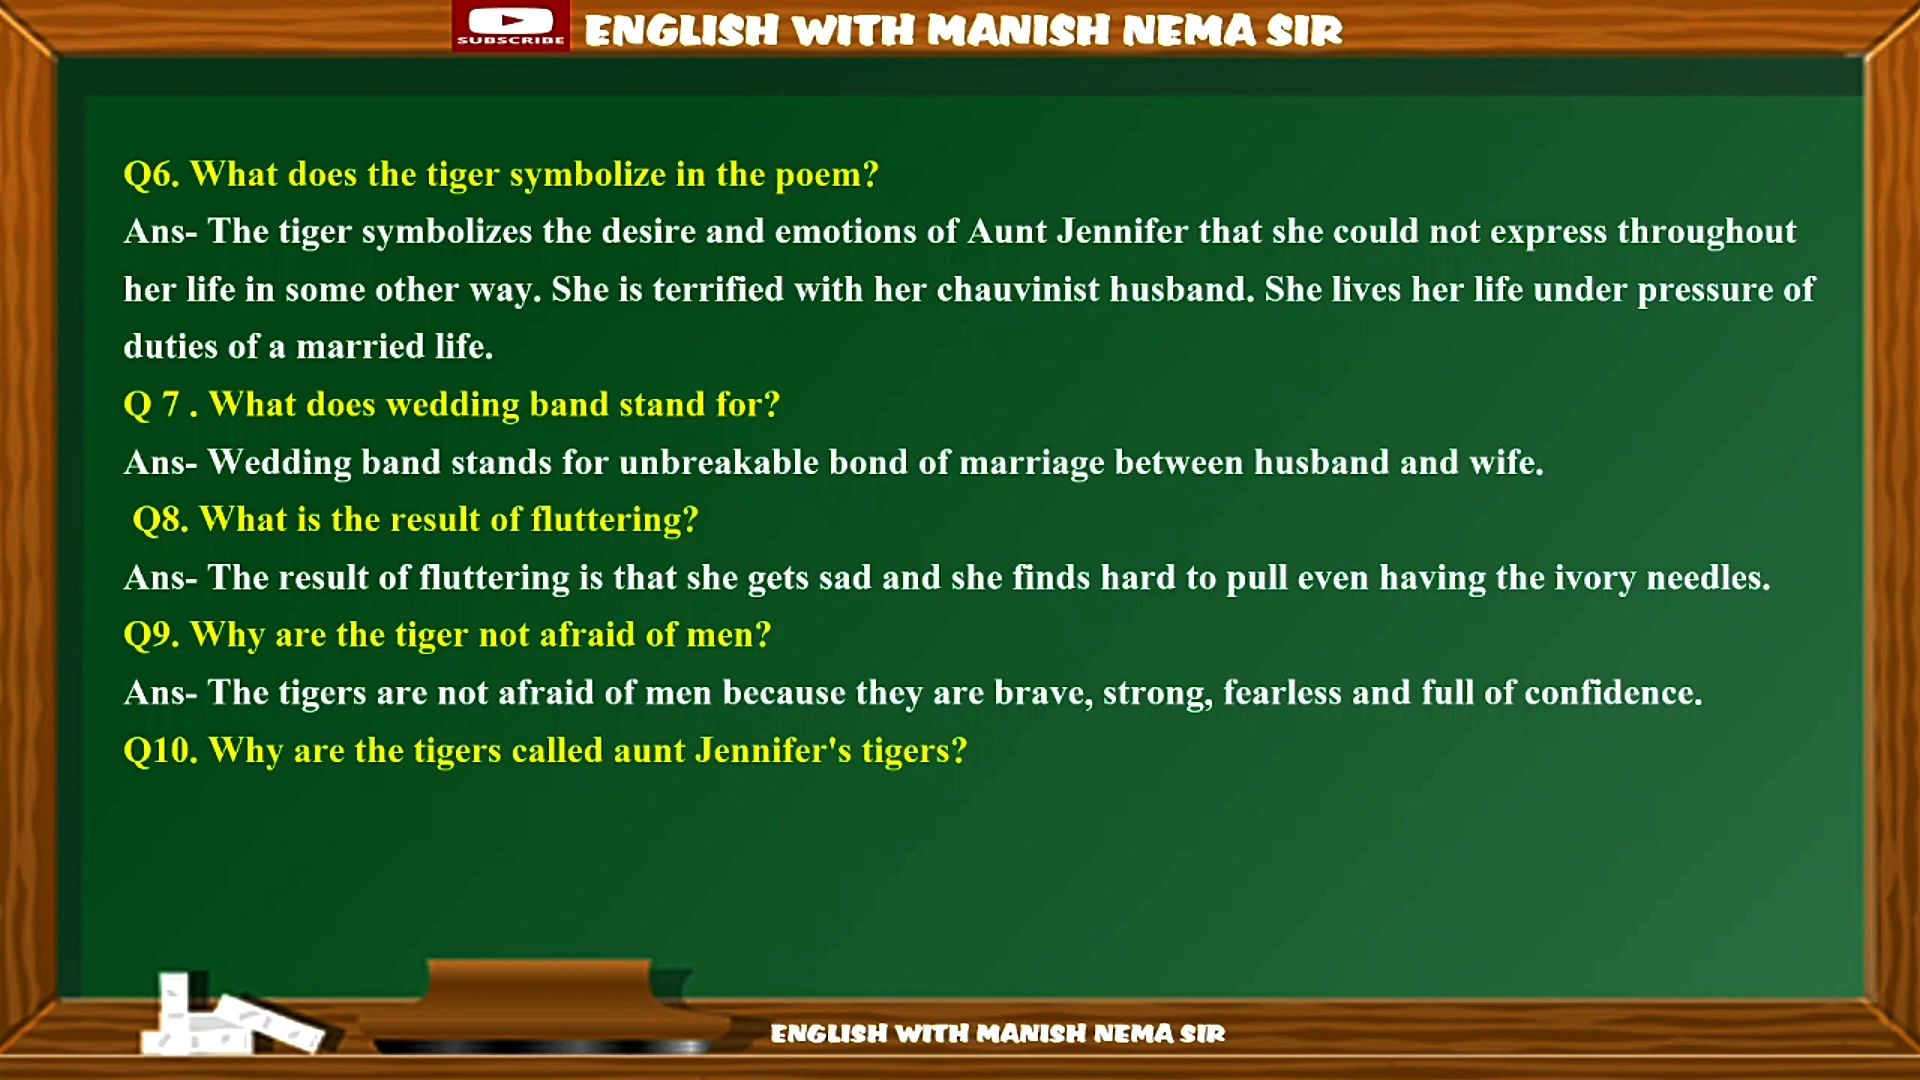 SUBSCRIBE
ENGLISH WITH MANISH NEMA SIR
Q6. What does the tiger symbolize in the poem?
Ans- The tiger symbolizes the desire and emotions of Aunt Jennifer that she could not express throughout
her life in some other way. She is terrified with her chauvinist husband. She lives her life under pressure of
duties of a married life.
Q 7 . What does wedding band stand for?
Ans- Wedding band stands for unbreakable bond of marriage between husband and wife.
Q8. What is the result of fluttering?
Ans- The result of fluttering is that she gets sad and she finds hard to pull even having the ivory needles.
Q9. Why are the tiger not afraid of men?
Ans- The tigers are not afraid of men because they are brave, strong, fearless and full of confidence.
Q10. Why are the tigers called aunt Jennifer's tigers?
ENGLISH WITH MANISH NEMA SIR